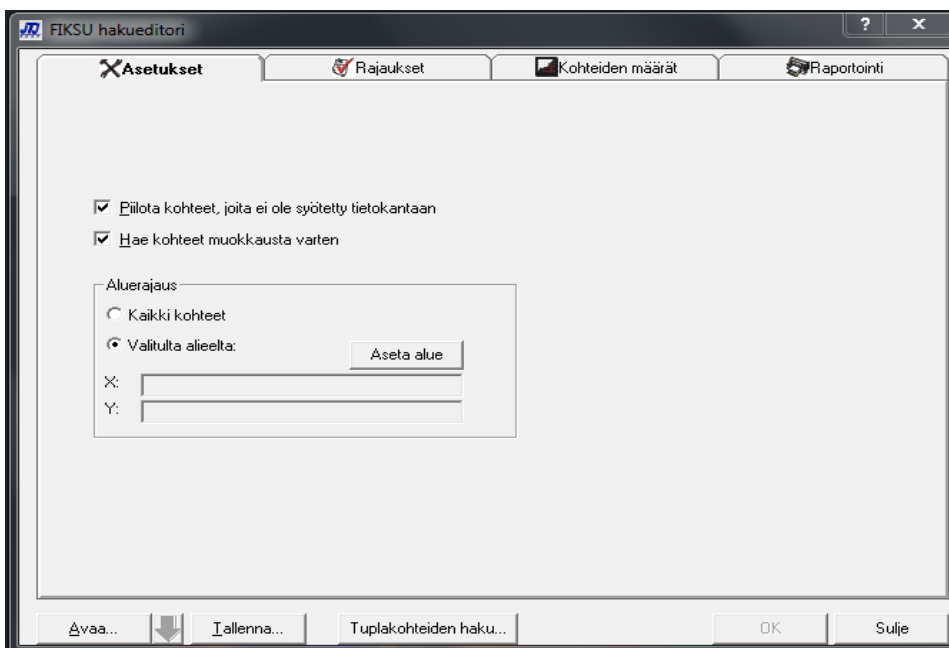 FIKSU hakueditori
Asetukset
Rajaukset
Kohteiden määrät
Raportointi
Piilota kohteet, joita ei ole syötetty tietokantaan
Hae kohteet muokkausta varten
Aluerajaus
Kaikki kohteet
Valitulta alieelta:
Aseta alue
X:
Y:
Avaa...
Tallenna...
Tuplakohteiden haku...
OK
Sulje